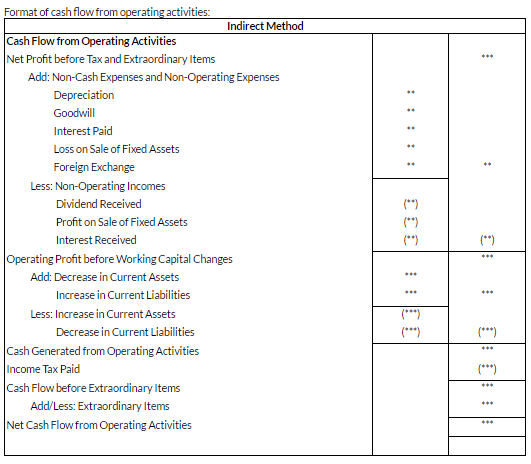 Format of cash flow from operating activities:
Indirect Method
Cash Flow from Operating Activities
Net Profit before Tax and Extraordinary Items ***
Add: Non-Cash Expenses and Non-Operating Expenses
Depreciation **
Goodwill **
Interest Paid **
Loss on Sale of Fixed Assets **
Foreign Exchange ** **
Less: Non-Operating Incomes
Dividend Received (**)
Profit on Sale of Fixed Assets (**)
Interest Received (**) (**)
Operating Profit before Working Capital Changes ***
Add: Decrease in Current Assets ***
Increase in Current Liabilities *** ***
Less: Increase in Current Assets (***)
Decrease in Current Liabilities (***) (***)
Cash Generated from Operating Activities ***
Income Tax Paid (***)
Cash Flow before Extraordinary Items ***
Add/Less: Extraordinary Items ***
Net Cash Flow from Operating Activities ***